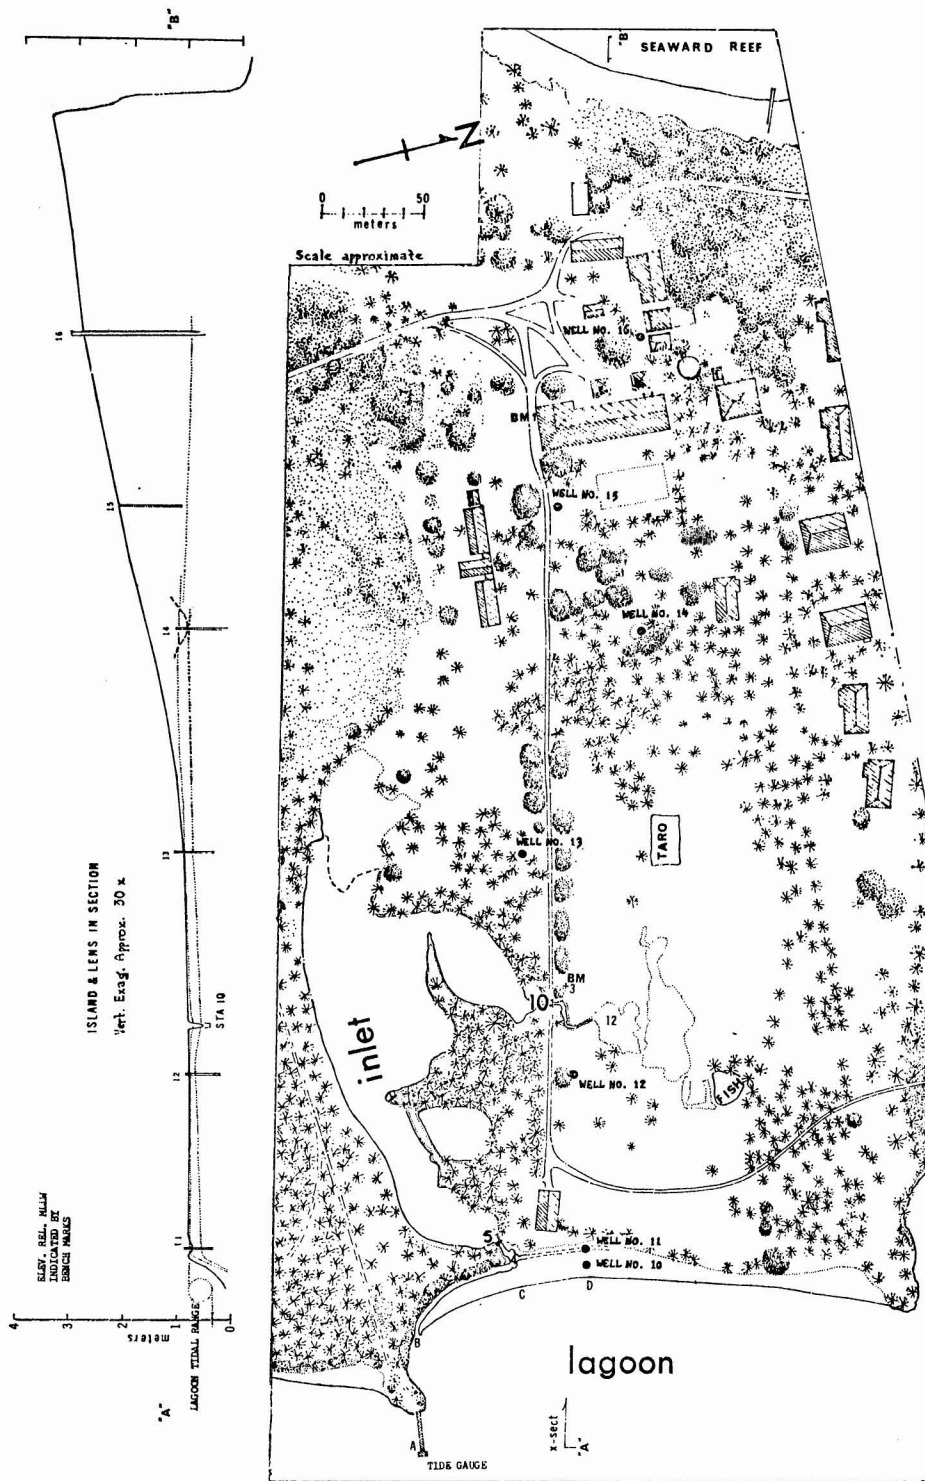 "B"
16
15
14
13
STA 10
12
11
ISLAND & LENS IN SECTION
Vert. Exag. Approx. 30 x
ELEV. REL. MLLW
INDICATED BY
BENCH MARKS
4
3
2
1
0
meters
LAGOON TIDAL RANGE
"A"
"B"
SEAWARD REEF
N
0 50
meters
Scale approximate
WELL NO. 16
BM 1
WELL NO. 15
WELL NO. 14
WELL NO. 13
TARO
BM
3
10
12
inlet
WELL NO. 12
FISH
5
WELL NO. 11
WELL NO. 10
C
D
B
lagoon
A
x-sect
"A"
TIDE GAUGE